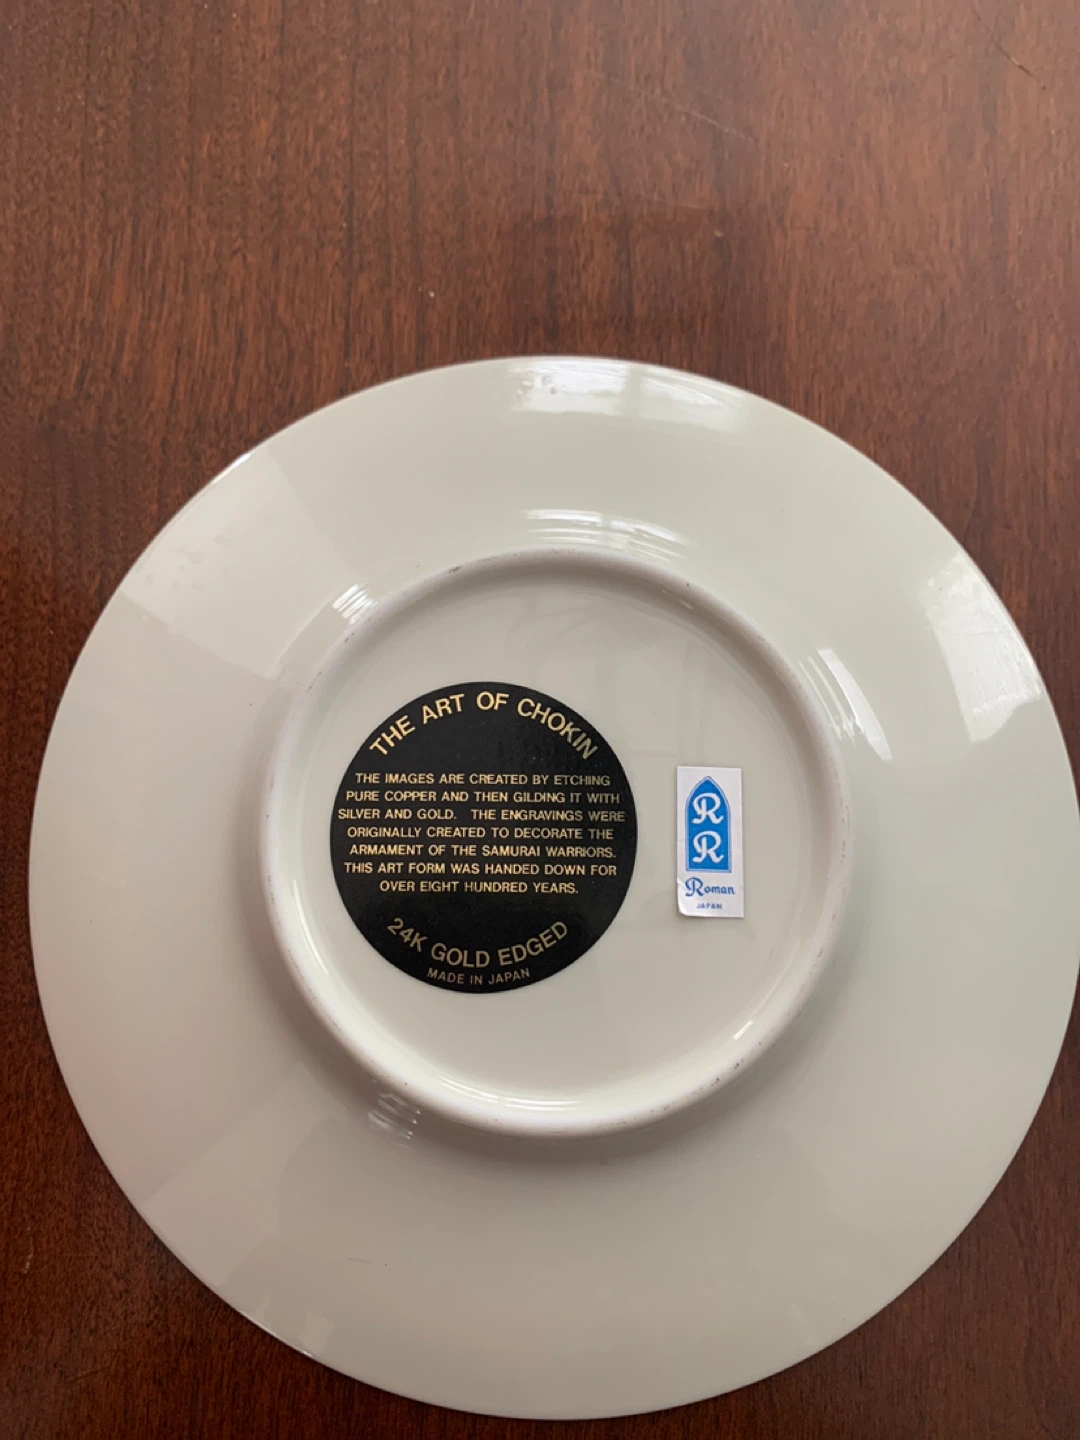 THE ART OF CHOKIN
THE IMAGES ARE CREATED BY ETCHING
PURE COPPER AND THEN GILDING IT WITH
SILVER AND GOLD. THE ENGRAVINGS WERE
ORIGINALLY CREATED TO DECORATE THE
ARMAMENT OF THE SAMURAI WARRIORS.
THIS ART FORM WAS HANDED DOWN FOR
OVER EIGHT HUNDRED YEARS.
24K GOLD EDGED
MADE IN JAPAN
R
R
Roman
JAPAN